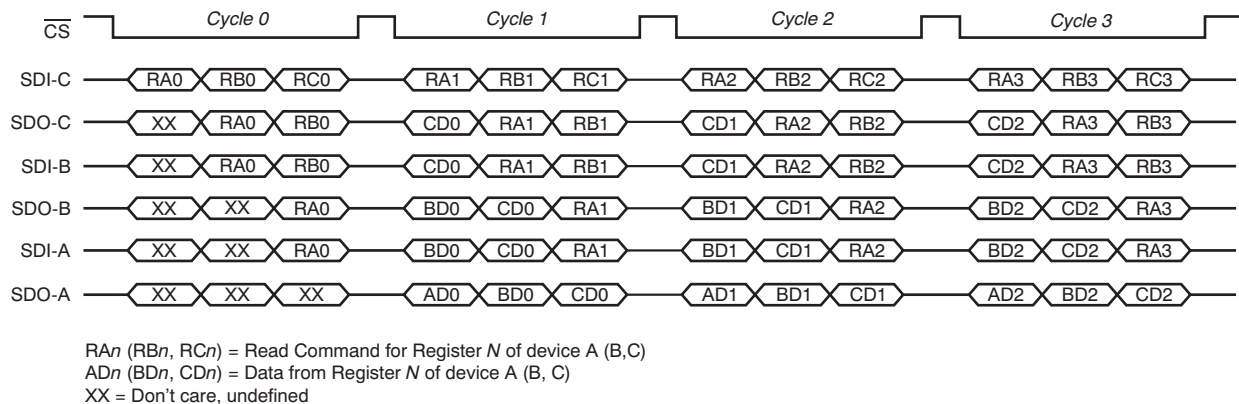 CS Cycle 0 Cycle 1 Cycle 2 Cycle 3
SDI-C RA0 RB0 RC0 RA1 RB1 RC1 RA2 RB2 RC2 RA3 RB3 RC3
SDO-C XX RA0 RB0 CD0 RA1 RB1 CD1 RA2 RB2 CD2 RA3 RB3
SDI-B XX RA0 RB0 CD0 RA1 RB1 CD1 RA2 RB2 CD2 RA3 RB3
SDO-B XX XX RA0 BD0 CD0 RA1 BD1 CD1 RA2 BD2 CD2 RA3
SDI-A XX XX RA0 BD0 CD0 RA1 BD1 CD1 RA2 BD2 CD2 RA3
SDO-A XX XX XX AD0 BD0 CD0 AD1 BD1 CD1 AD2 BD2 CD2
RAn (RBn, RCn) = Read Command for Register N of device A (B,C)
ADn (BDn, CDn) = Data from Register N of device A (B, C)
XX = Don't care, undefined